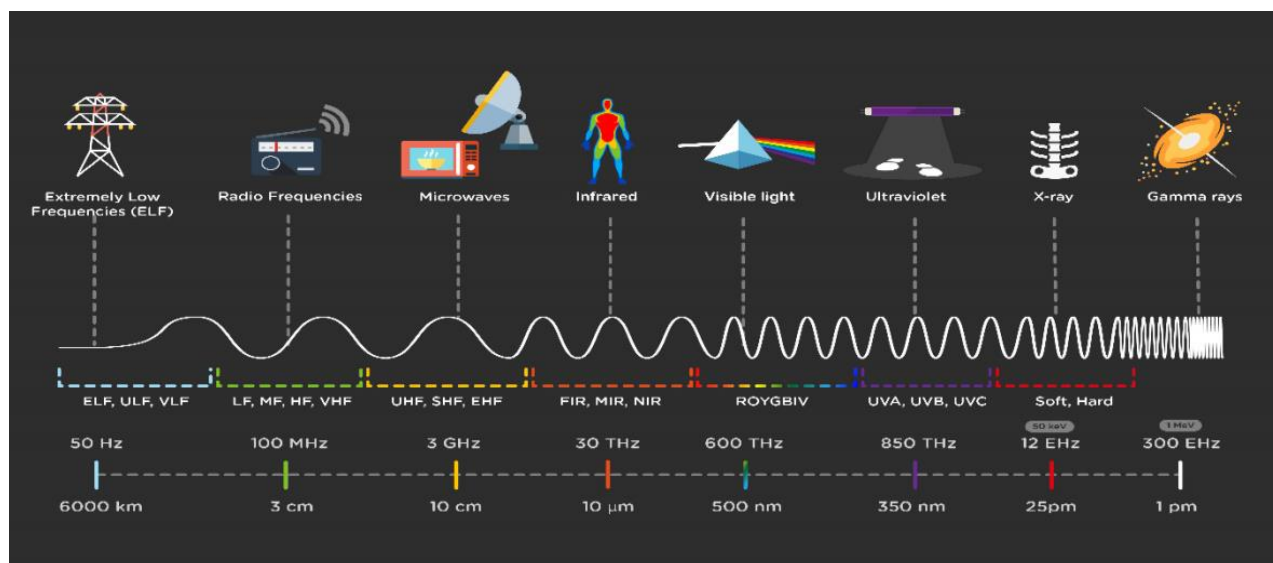 Extremely Low
Frequencies (ELF)
Radio Frequencies
Microwaves
Infrared
Visible light
Ultraviolet
X-ray
Gamma rays
ELF, ULF, VLF
LF, MF, HF, VHF
UHF, SHF, EHF
FIR, MIR, NIR
ROYGBIV
UVA, UVB, UVC
Soft, Hard
50 keV
1 MeV
50 Hz
100 MHz
3 GHz
30 THz
600 THz
850 THz
12 EHz
300 EHz
6000 km
3 cm
10 cm
10 μm
500 nm
350 nm
25pm
1 pm